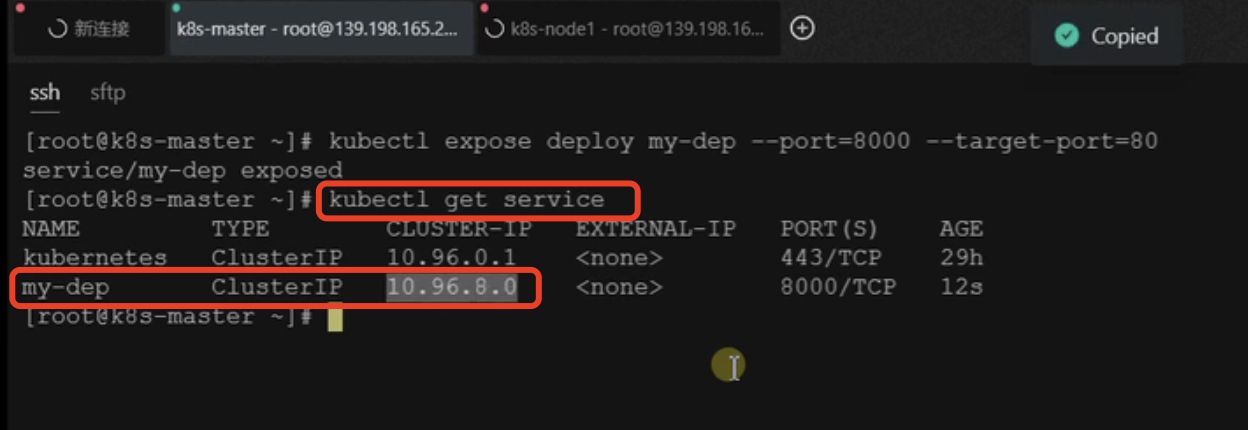 新连接
k8s-master - root@139.198.165.2...
k8s-node1 - root@139.198.16...
Copied
ssh sftp
[root@k8s-master ~]# kubectl expose deploy my-dep --port=8000 --target-port=80
service/my-dep exposed
[root@k8s-master ~]# kubectl get service
NAME TYPE CLUSTER-IP EXTERNAL-IP PORT(S) AGE
kubernetes ClusterIP 10.96.0.1 <none> 443/TCP 29h
my-dep ClusterIP 10.96.8.0 <none> 8000/TCP 12s
[root@k8s-master ~]#